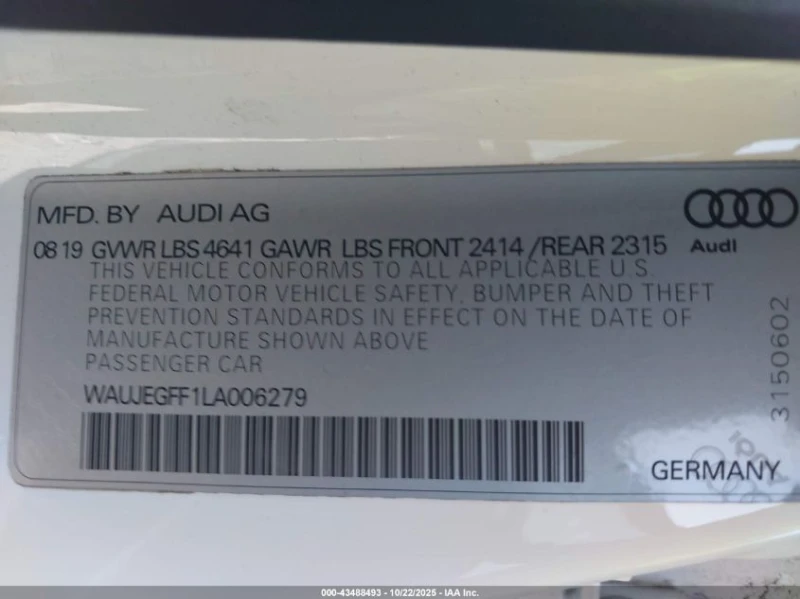 MFD. BY AUDI AG
08 19 GVWR LBS 4641 GAWR LBS FRONT 2414 /REAR 2315
Audi
THIS VEHICLE CONFORMS TO ALL APPLICABLE U S.
FEDERAL MOTOR VEHICLE SAFETY, BUMPER AND THEFT
PREVENTION STANDARDS IN EFFECT ON THE DATE OF
MANUFACTURE SHOWN ABOVE
PASSENGER CAR
WAUJEGFF1LA006279
3150602
GERMANY
000-43488493 - 10/22/2025 - IAA Inc.